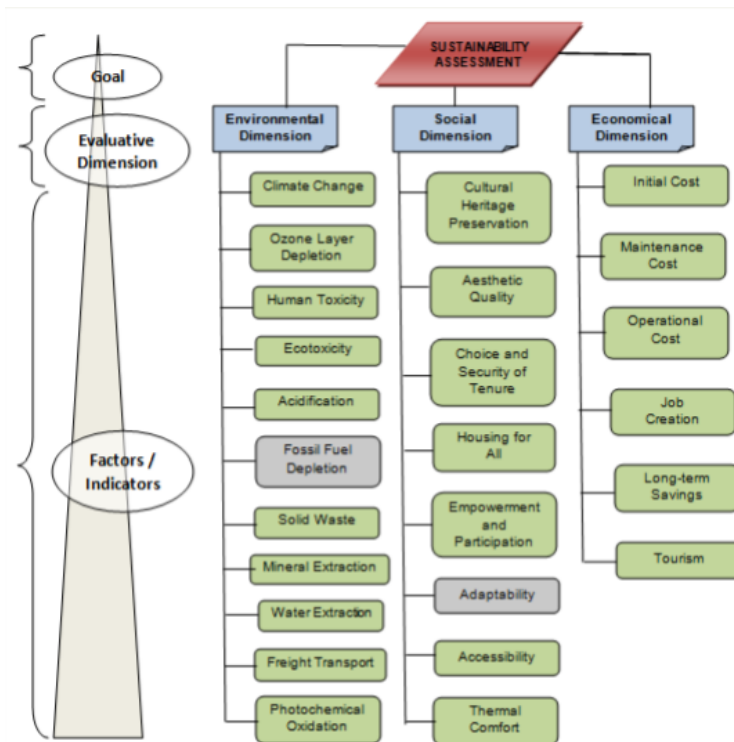 SUSTAINABILITY
ASSESSMENT
Goal
Evaluative
Dimension
Factors /
Indicators
Environmental
Dimension
Climate Change
Ozone Layer
Depletion
Human Toxicity
Ecotoxicity
Acidification
Fossil Fuel
Depletion
Solid Waste
Mineral Extraction
Water Extraction
Freight Transport
Photochemical
Oxidation
Social
Dimension
Cultural
Heritage
Preservation
Aesthetic
Quality
Choice and
Security of
Tenure
Housing for
All
Empowerment
and
Participation
Adaptability
Accessibility
Thermal
Comfort
Economical
Dimension
Initial Cost
Maintenance
Cost
Operational
Cost
Job
Creation
Long-term
Savings
Tourism